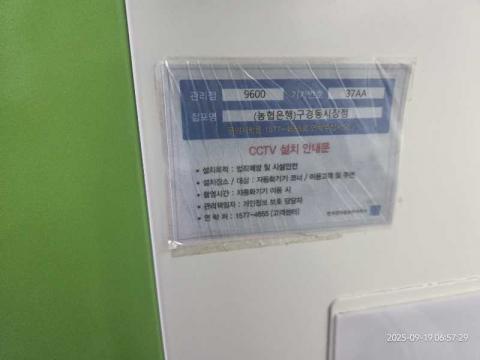 관리점 9600 기기번호 37AA
점포명 (농협은행)구경동시장점
CCTV 설치 안내문
• 설치목적 : 범죄예방 및 시설안전
• 설치장소 / 대상 : 자동화기기 코너 / 이용고객 및 주변
• 촬영시간 : 자동화기기 이용 시
• 관리책임자 : 개인정보 보호 담당자
• 연 락 처 : 1577-4655 (고객센터)
2025-09-19 06:57:29